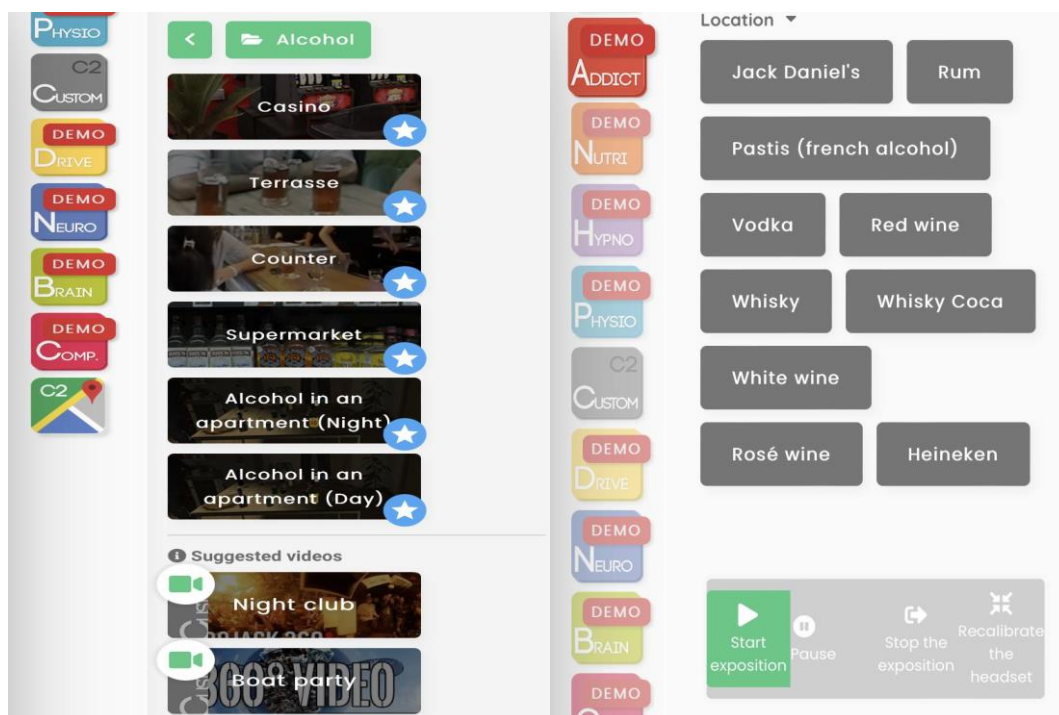 PHYSIO
C2
CUSTOM
DEMO
DRIVE
DEMO
NEURO
DEMO
BRAIN
DEMO
COMP.
C2
Alcohol
Casino
Terrasse
Counter
Supermarket
Alcohol in an
apartment (Night)
Alcohol in an
apartment (Day)
Suggested videos
Night club
Boat party
360° VIDEO
DEMO
ADDICT
DEMO
NUTRI
DEMO
HYPNO
DEMO
PHYSIO
C2
CUSTOM
DEMO
DRIVE
DEMO
NEURO
DEMO
BRAIN
DEMO
Location
Jack Daniel's
Rum
Pastis (french alcohol)
Vodka
Red wine
Whisky
Whisky Coca
White wine
Rosé wine
Heineken
Start
exposition
Pause
Stop the
exposition
Recalibrate
the
headset